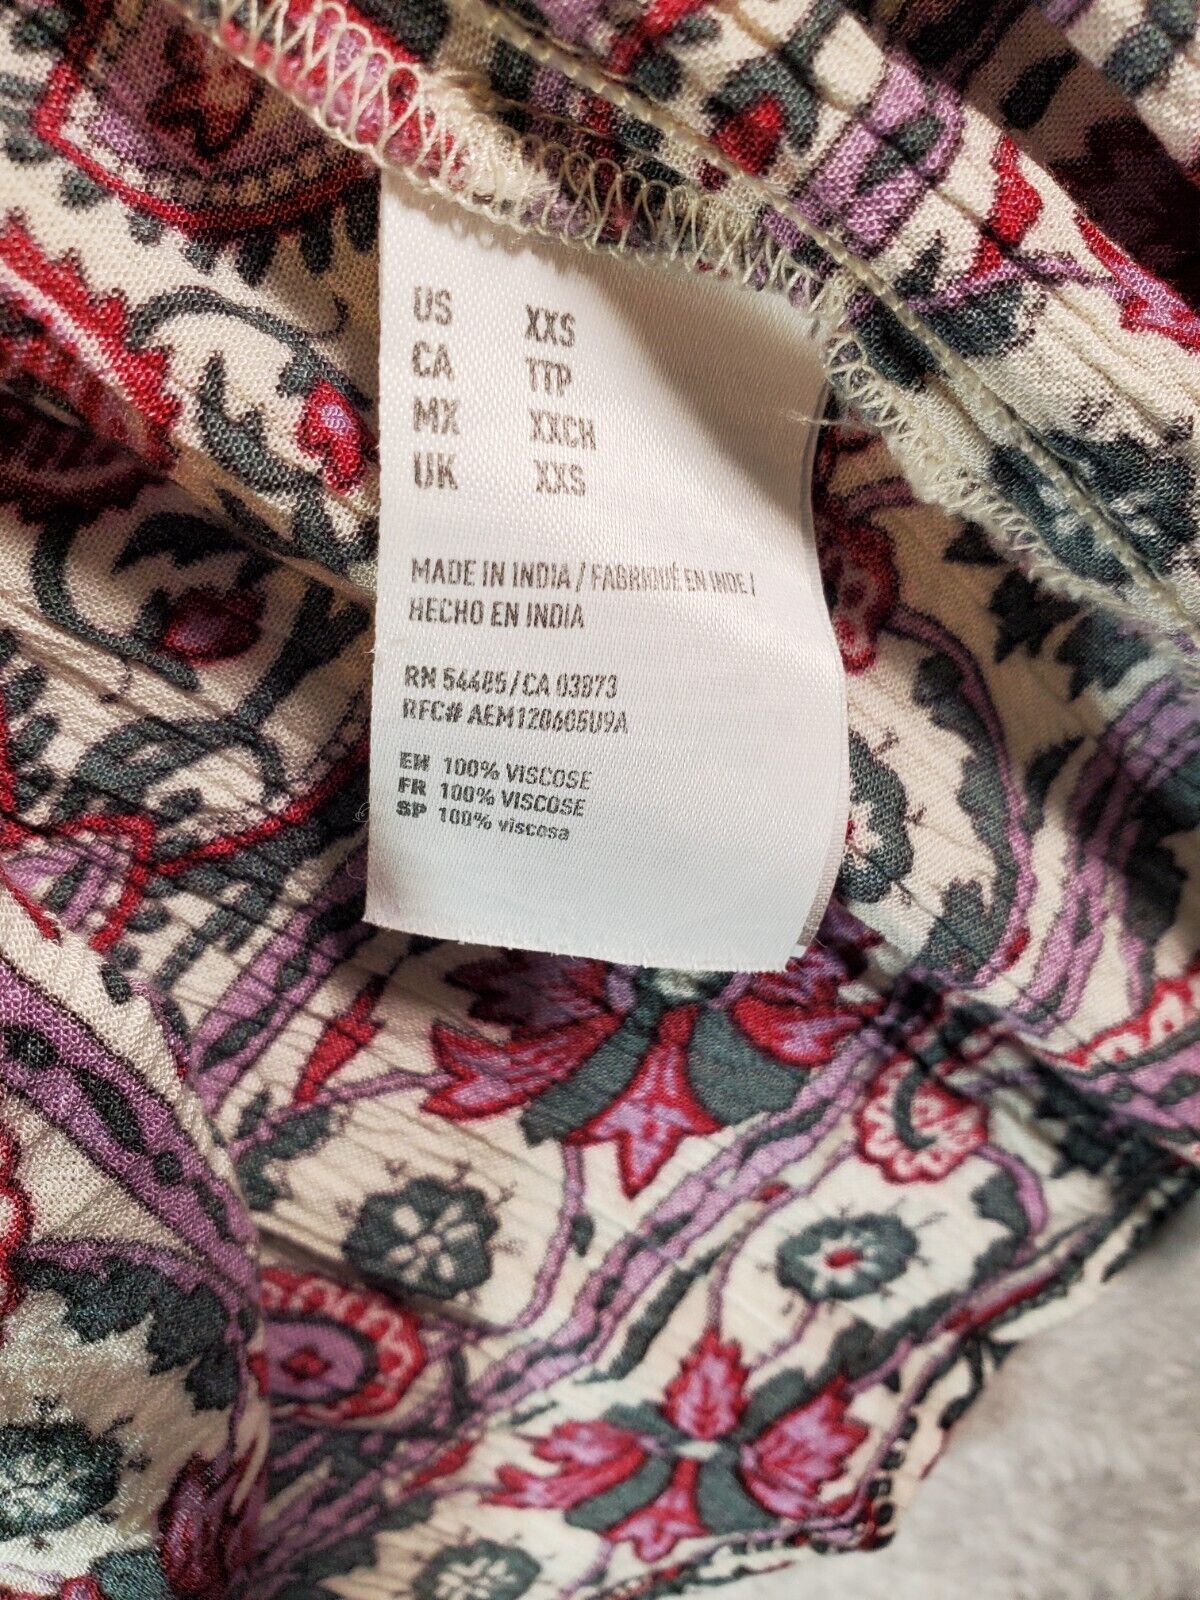 US XXS
CA TTP
MX XXCH
UK XXS
MADE IN INDIA / FABRIQUÉ EN INDE /
HECHO EN INDIA
RN 54485/CA 03873
RFC# AEM120605U9A
EN 100% VISCOSE
FR 100% VISCOSE
SP 100% viscosa